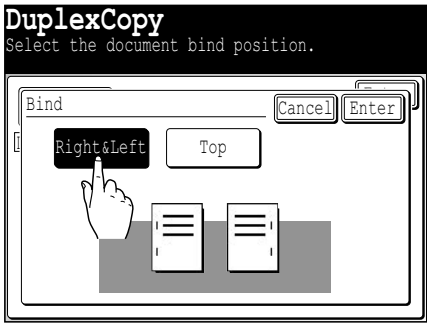 DuplexCopy
Select the document bind position.
Bind
Cancel Enter
Right&Left Top